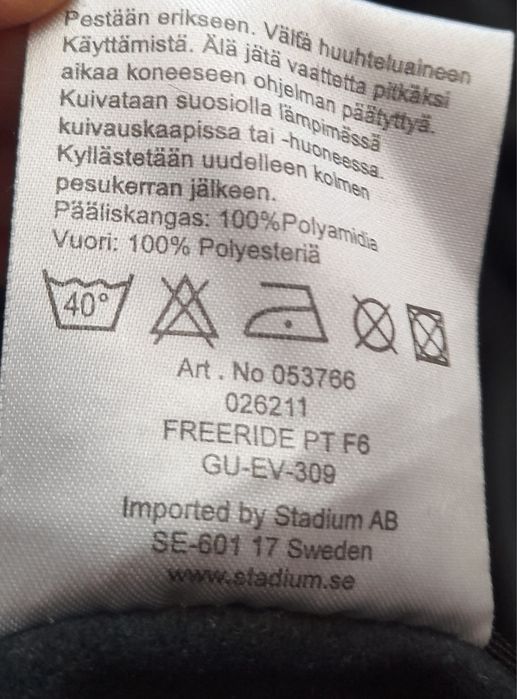 Pestään erikseen. Vältä huuhteluaineen
Käyttämistä. Älä jätä vaattetta pitkäksi
aikaa koneeseen ohjelman päätyttyä.
Kuivataan suosiolla lämpimässä
kuivauskaapissa tai -huoneessa.
Kyllästetään uudelleen kolmen
pesukerran jälkeen.
Pääliskangas: 100%Polyamidia
Vuori: 100% Polyesteriä
40°
Art . No 053766
026211
FREERIDE PT F6
GU-EV-309
Imported by Stadium AB
SE-601 17 Sweden
www.stadium.se